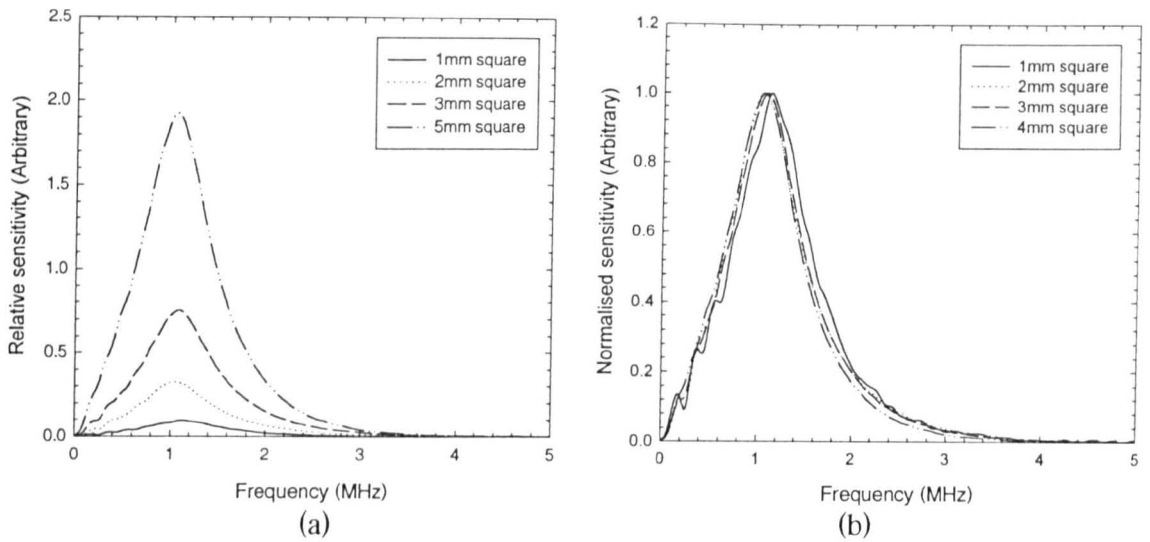 2.5
2.0
1.5
1.0
0.5
0.0
Relative sensitivity (Arbitrary)
1mm square
2mm square
3mm square
5mm square
0 1 2 3 4 5
Frequency (MHz)
(a)
1.2
1.0
0.8
0.6
0.4
0.2
0.0
Normalised sensitivity (Arbitrary)
1mm square
2mm square
3mm square
4mm square
0 1 2 3 4 5
Frequency (MHz)
(b)